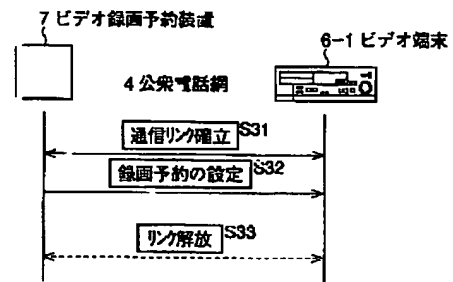 7 ビデオ録画予約装置
6-1 ビデオ端末
4 公衆電話網
通信リンク確立 S31
録画予約の設定 S32
リンク解放 S33